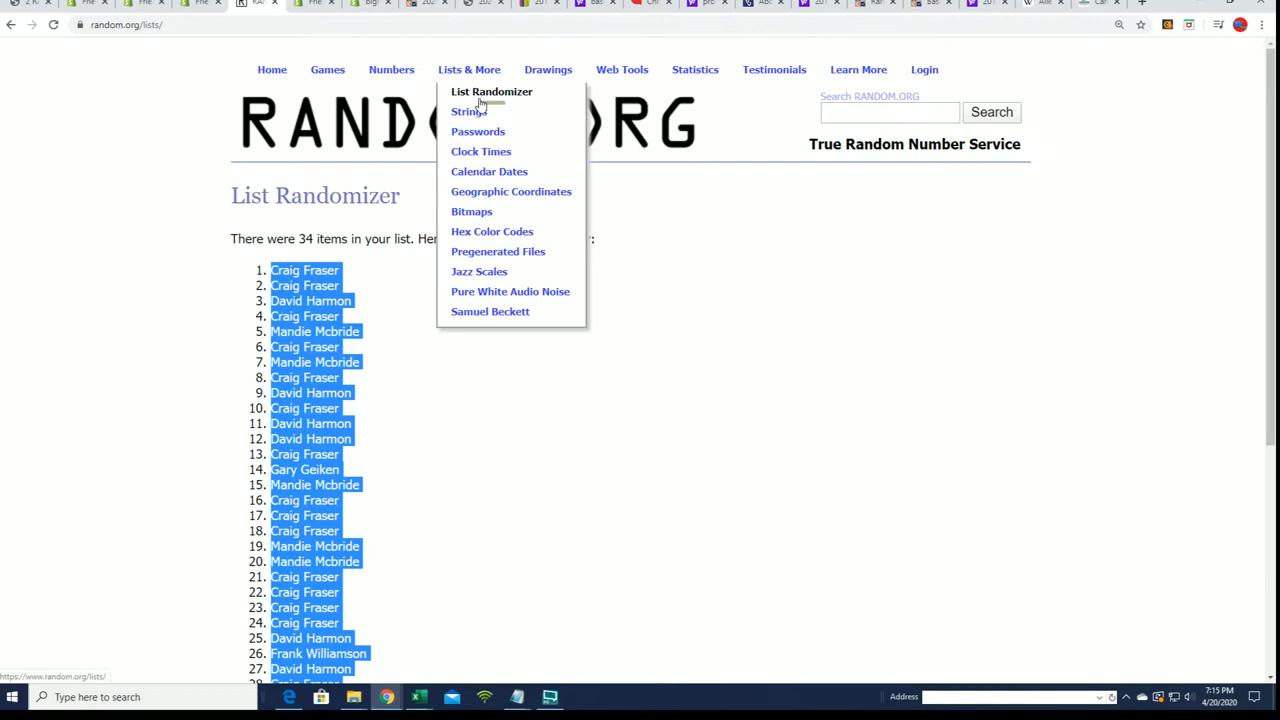 random.org/lists/
Home Games Numbers Lists & More Drawings Web Tools Statistics Testimonials Learn More Login
List Randomizer
Strings
Passwords
Clock Times
Calendar Dates
Geographic Coordinates
Bitmaps
Hex Color Codes
Pregenerated Files
Jazz Scales
Pure White Audio Noise
Samuel Beckett
Search RANDOM.ORG
Search
True Random Number Service
List Randomizer
There were 34 items in your list. Her
1. Craig Fraser
2. Craig Fraser
3. David Harmon
4. Craig Fraser
5. Mandie Mcbride
6. Craig Fraser
7. Mandie Mcbride
8. Craig Fraser
9. David Harmon
10. Craig Fraser
11. David Harmon
12. David Harmon
13. Craig Fraser
14. Gary Geiken
15. Mandie Mcbride
16. Craig Fraser
17. Craig Fraser
18. Craig Fraser
19. Mandie Mcbride
20. Mandie Mcbride
21. Craig Fraser
22. Craig Fraser
23. Craig Fraser
24. Craig Fraser
25. David Harmon
26. Frank Williamson
27. David Harmon
https://www.random.org/lists/
Type here to search
Address
7:15 PM
4/20/2020